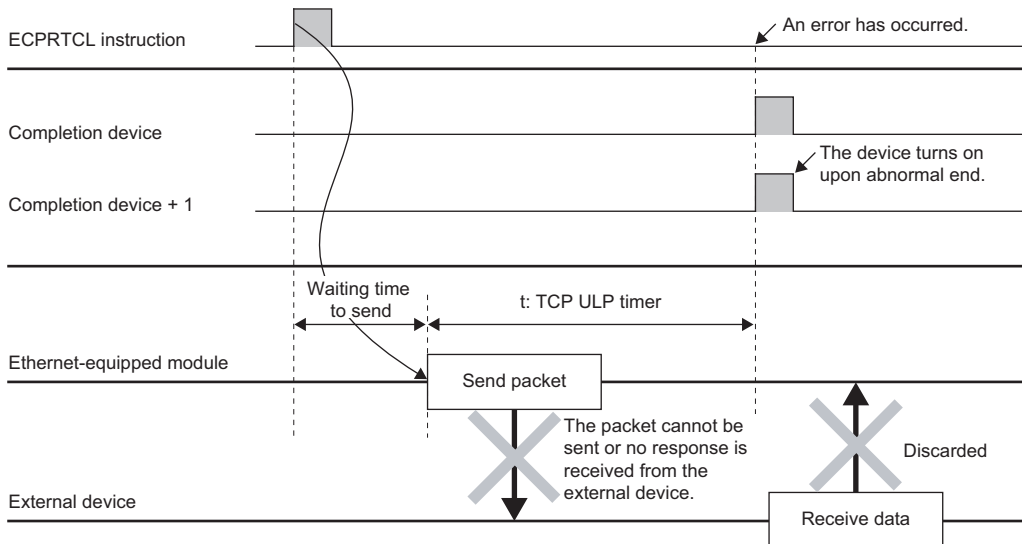 ECPRTCL instruction
An error has occurred.
Completion device
The device turns on
upon abnormal end.
Completion device + 1
Waiting time
to send
t: TCP ULP timer
Ethernet-equipped module
Send packet
The packet cannot be
sent or no response is
received from the
external device.
Discarded
External device
Receive data